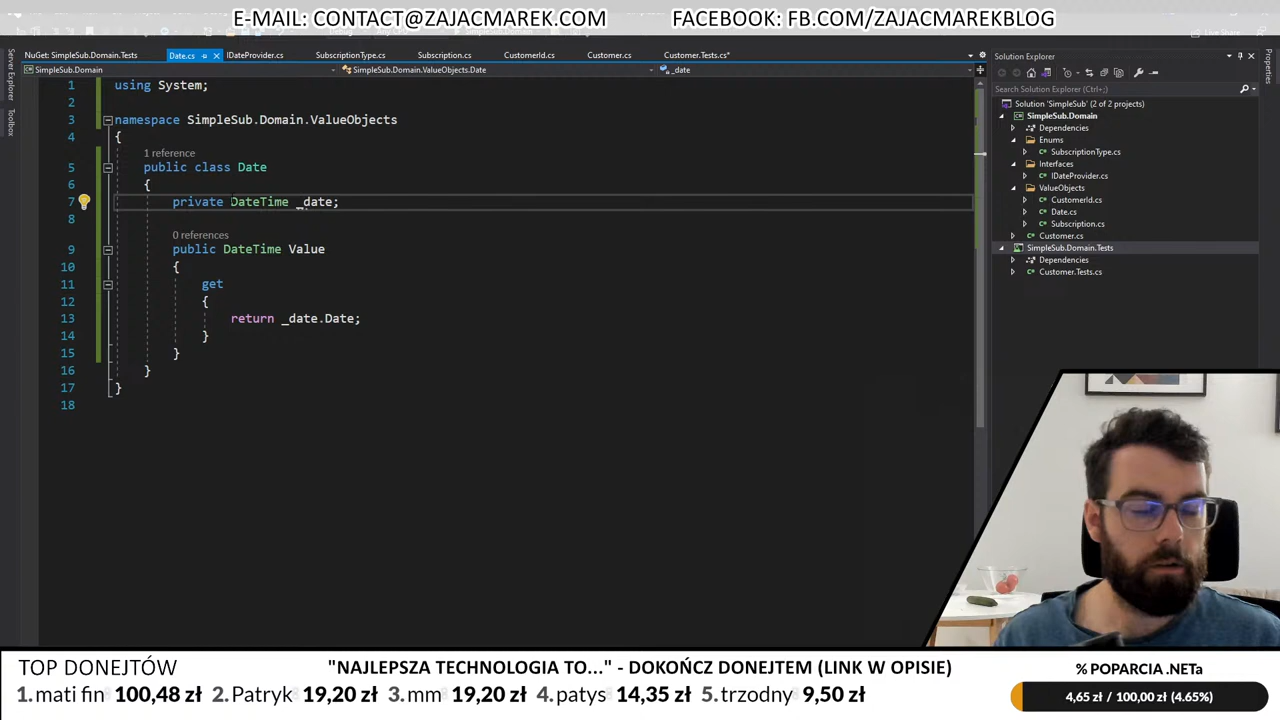 E-MAIL: CONTACT@ZAJACMAREK.COM
FACEBOOK: FB.COM/ZAJACMAREKBLOG
NuGet: SimpleSub.Domain.Tests
Date.cs
IDateProvider.cs
SubscriptionType.cs
Subscription.cs
CustomerId.cs
Customer.cs
Customer.Tests.cs*
SimpleSub.Domain
SimpleSub.Domain.ValueObjects.Date
_date
Server Explorer
Toolbox
1 using System;
2
3 namespace SimpleSub.Domain.ValueObjects
4 {
1 reference
5 public class Date
6 {
7 private DateTime _date;
8
0 references
9 public DateTime Value
10 {
11 get
12 {
13 return _date.Date;
14 }
15 }
16 }
17 }
18
Live Share
Solution Explorer
Search Solution Explorer (Ctrl+;)
Solution 'SimpleSub' (2 of 2 projects)
SimpleSub.Domain
Dependencies
Enums
SubscriptionType.cs
Interfaces
IDateProvider.cs
ValueObjects
CustomerId.cs
Date.cs
Subscription.cs
Customer.cs
SimpleSub.Domain.Tests
Dependencies
Customer.Tests.cs
Properties
TOP DONEJTÓW
"NAJLEPSZA TECHNOLOGIA TO..." - DOKOŃCZ DONEJTEM (LINK W OPISIE)
% POPARCIA .NETa
1. mati fin 100,48 zł 2. Patryk 19,20 zł 3. mm 19,20 zł 4. patys 14,35 zł 5. trzodny 9,50 zł
4,65 zł / 100,00 zł (4.65%)